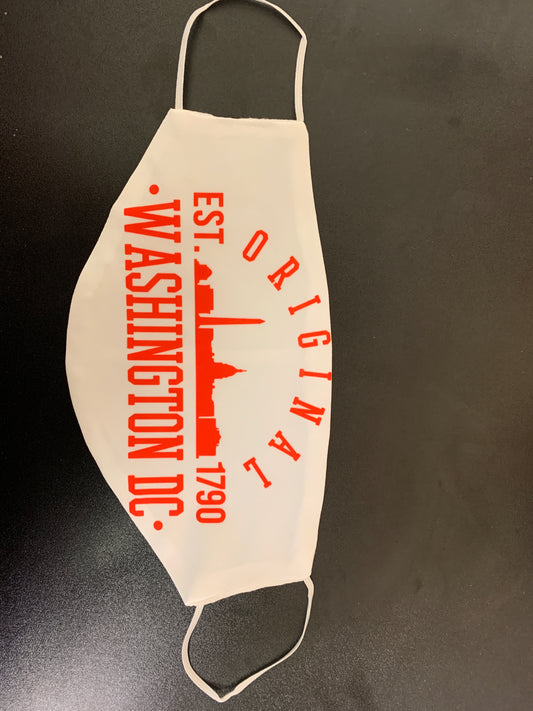 ORIGINAL
EST. 1790
• WASHINGTON DC •